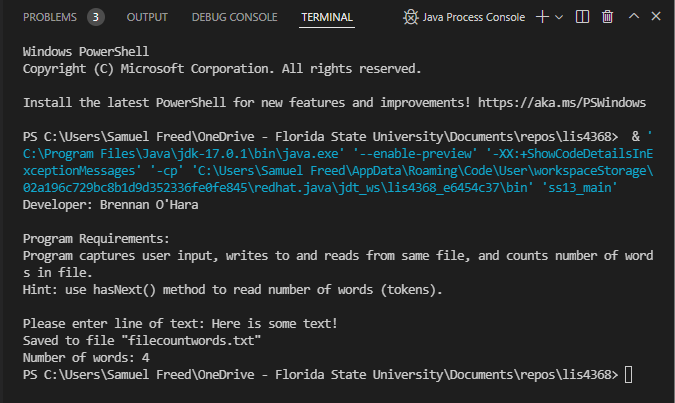 PROBLEMS 3 OUTPUT DEBUG CONSOLE TERMINAL Java Process Console
Windows PowerShell
Copyright (C) Microsoft Corporation. All rights reserved.
Install the latest PowerShell for new features and improvements! https://aka.ms/PSWindows
PS C:\Users\Samuel Freed\OneDrive - Florida State University\Documents\repos\lis4368>  & '
C:\Program Files\Java\jdk-17.0.1\bin\java.exe' '--enable-preview' '-XX:+ShowCodeDetailsInE
xceptionMessages' '-cp' 'C:\Users\Samuel Freed\AppData\Roaming\Code\User\workspaceStorage\
02a196c729bc8b1d9d352336fe0fe845\redhat.java\jdt_ws\lis4368_e6454c37\bin' 'ss13_main'
Developer: Brennan O'Hara
Program Requirements:
Program captures user input, writes to and reads from same file, and counts number of word
s in file.
Hint: use hasNext() method to read number of words (tokens).
Please enter line of text: Here is some text!
Saved to file "filecountwords.txt"
Number of words: 4
PS C:\Users\Samuel Freed\OneDrive - Florida State University\Documents\repos\lis4368>